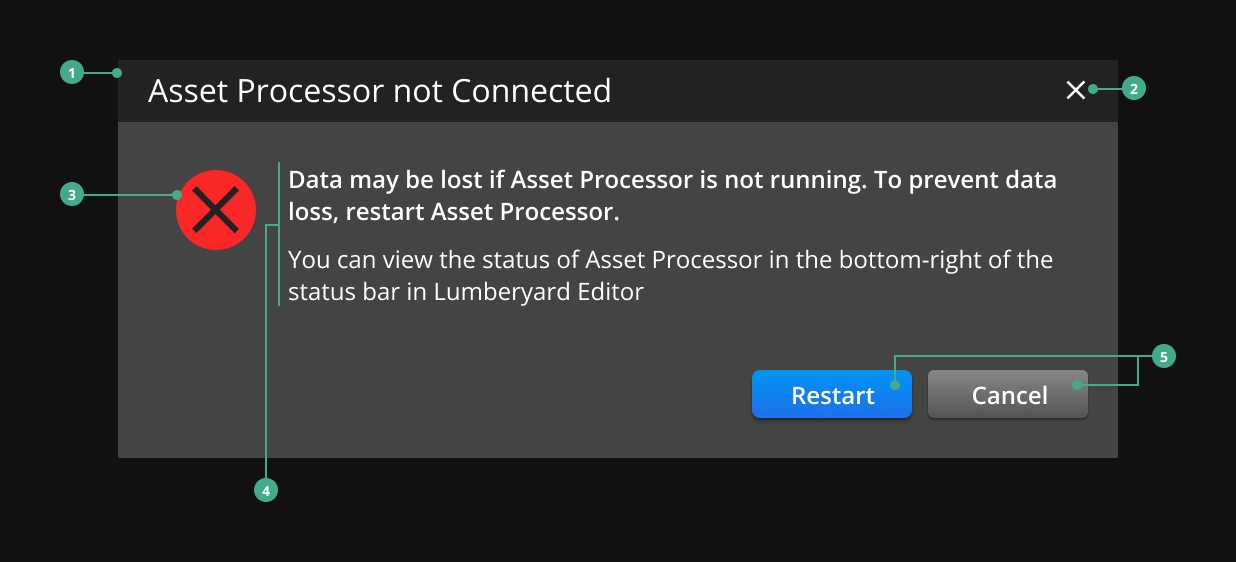 1
Asset Processor not Connected
2
3
Data may be lost if Asset Processor is not running. To prevent data
loss, restart Asset Processor.
You can view the status of Asset Processor in the bottom-right of the
status bar in Lumberyard Editor
5
Restart
Cancel
4